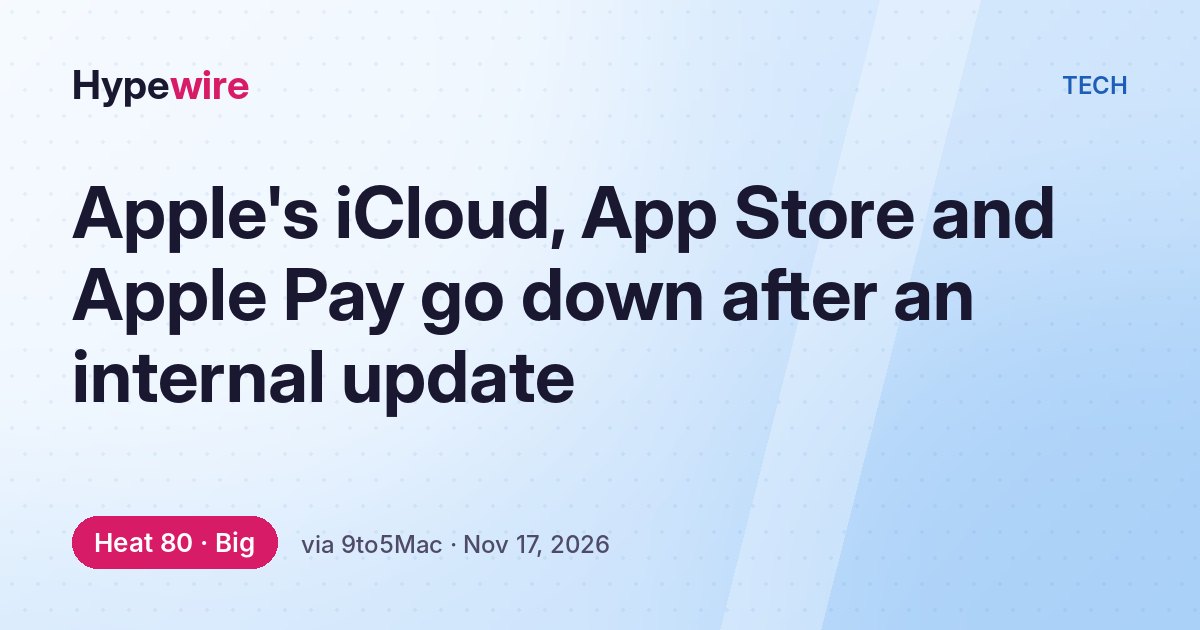 Hypewire
TECH
Apple's iCloud, App Store and
Apple Pay go down after an
internal update
Heat 80 · Big
via 9to5Mac · Nov 17, 2026